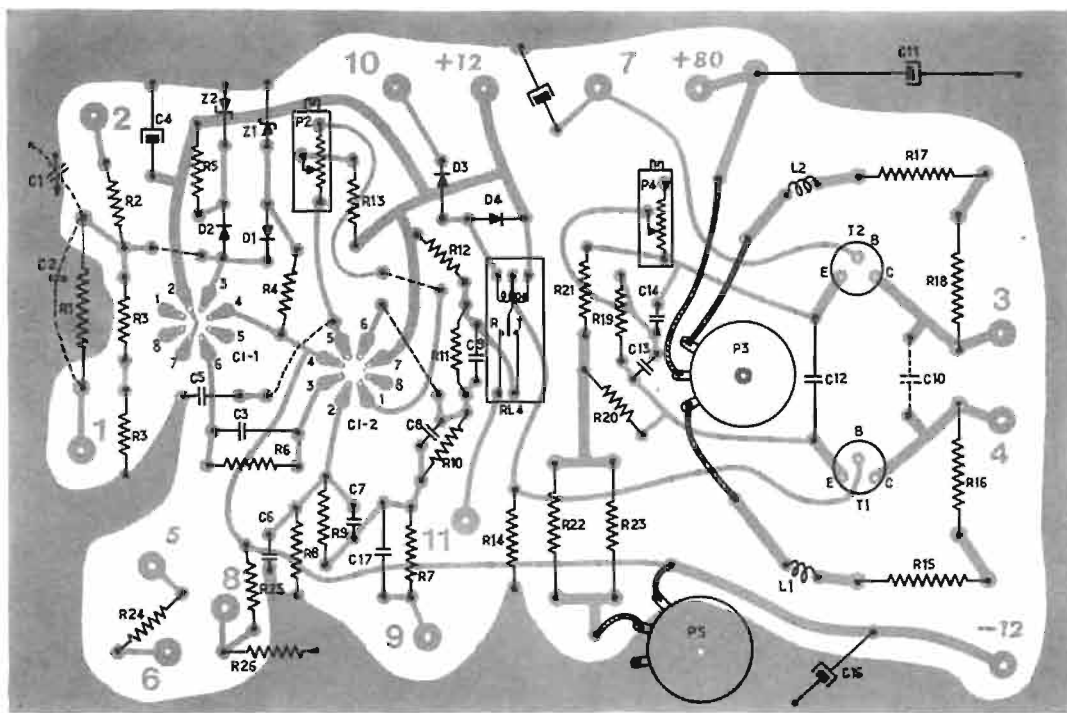 10
+12
7
+80
C11
2
C4
Z2
Z1
P2
C1
R2
R5
R13
D3
D4
P4
L2
R17
D2
D1
R12
T2
B
E
C
C2
R1
R3
R4
R21
R19
C14
R18
3
1
2
3
4
5
6
7
8
CI-1
1
2
3
4
5
6
7
8
CI-2
R11
RL4
C13
P3
C12
C10
R20
C5
C3
R6
C8
R10
1
R3
B
E
C
T1
4
R16
C6
R8
R9
C7
C17
R7
11
R14
R22
R23
5
8
R25
L1
R15
R24
6
R26
9
P5
-12